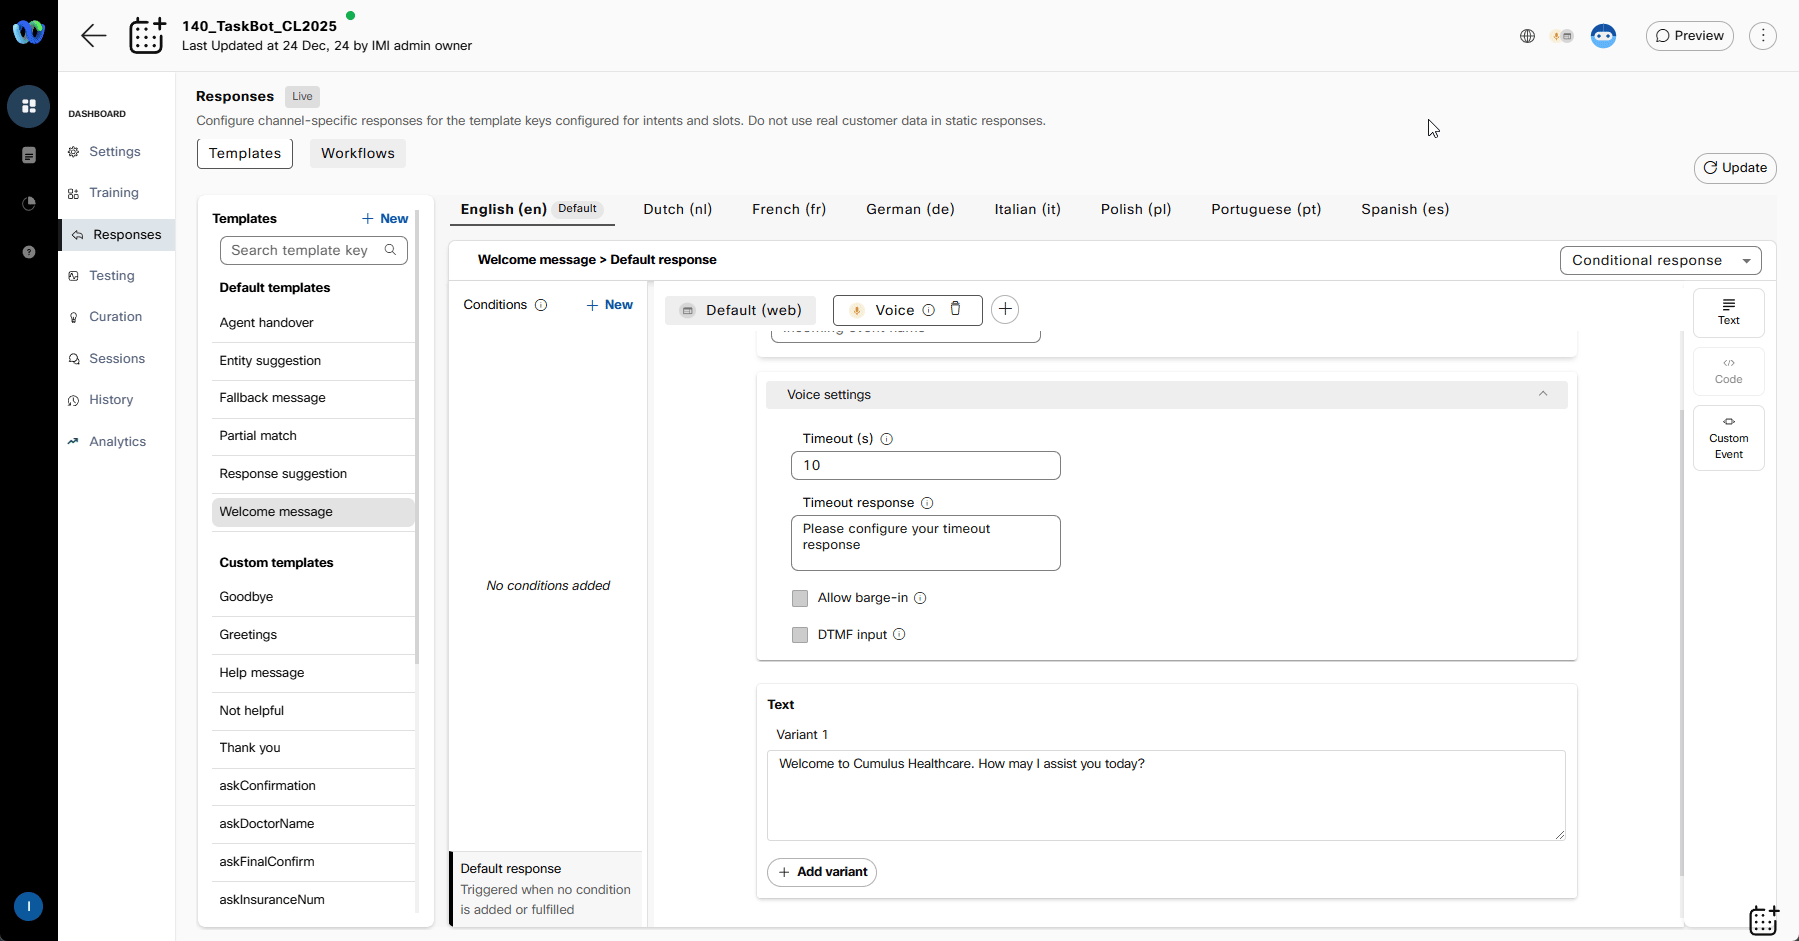 140_TaskBot_CL2025
Last Updated at 24 Dec, 24 by IMI admin owner
Preview
DASHBOARD
Settings
Training
Responses
Testing
Curation
Sessions
History
Analytics
I
Responses
Live
Configure channel-specific responses for the template keys configured for intents and slots. Do not use real customer data in static responses.
Templates
Workflows
Update
Templates
+ New
Search template key
Default templates
Agent handover
Entity suggestion
Fallback message
Partial match
Response suggestion
Welcome message
Custom templates
Goodbye
Greetings
Help message
Not helpful
Thank you
askConfirmation
askDoctorName
askFinalConfirm
askInsuranceNum
English (en) Default
Dutch (nl)
French (fr)
German (de)
Italian (it)
Polish (pl)
Portuguese (pt)
Spanish (es)
Welcome message > Default response
Conditional response
Conditions
+ New
No conditions added
Default response
Triggered when no condition
is added or fulfilled
Default (web)
Voice
Incoming event name
Voice settings
Timeout (s)
10
Timeout response
Please configure your timeout
response
Allow barge-in
DTMF input
Text
Variant 1
Welcome to Cumulus Healthcare. How may I assist you today?
+ Add variant
Text
Code
Custom
Event